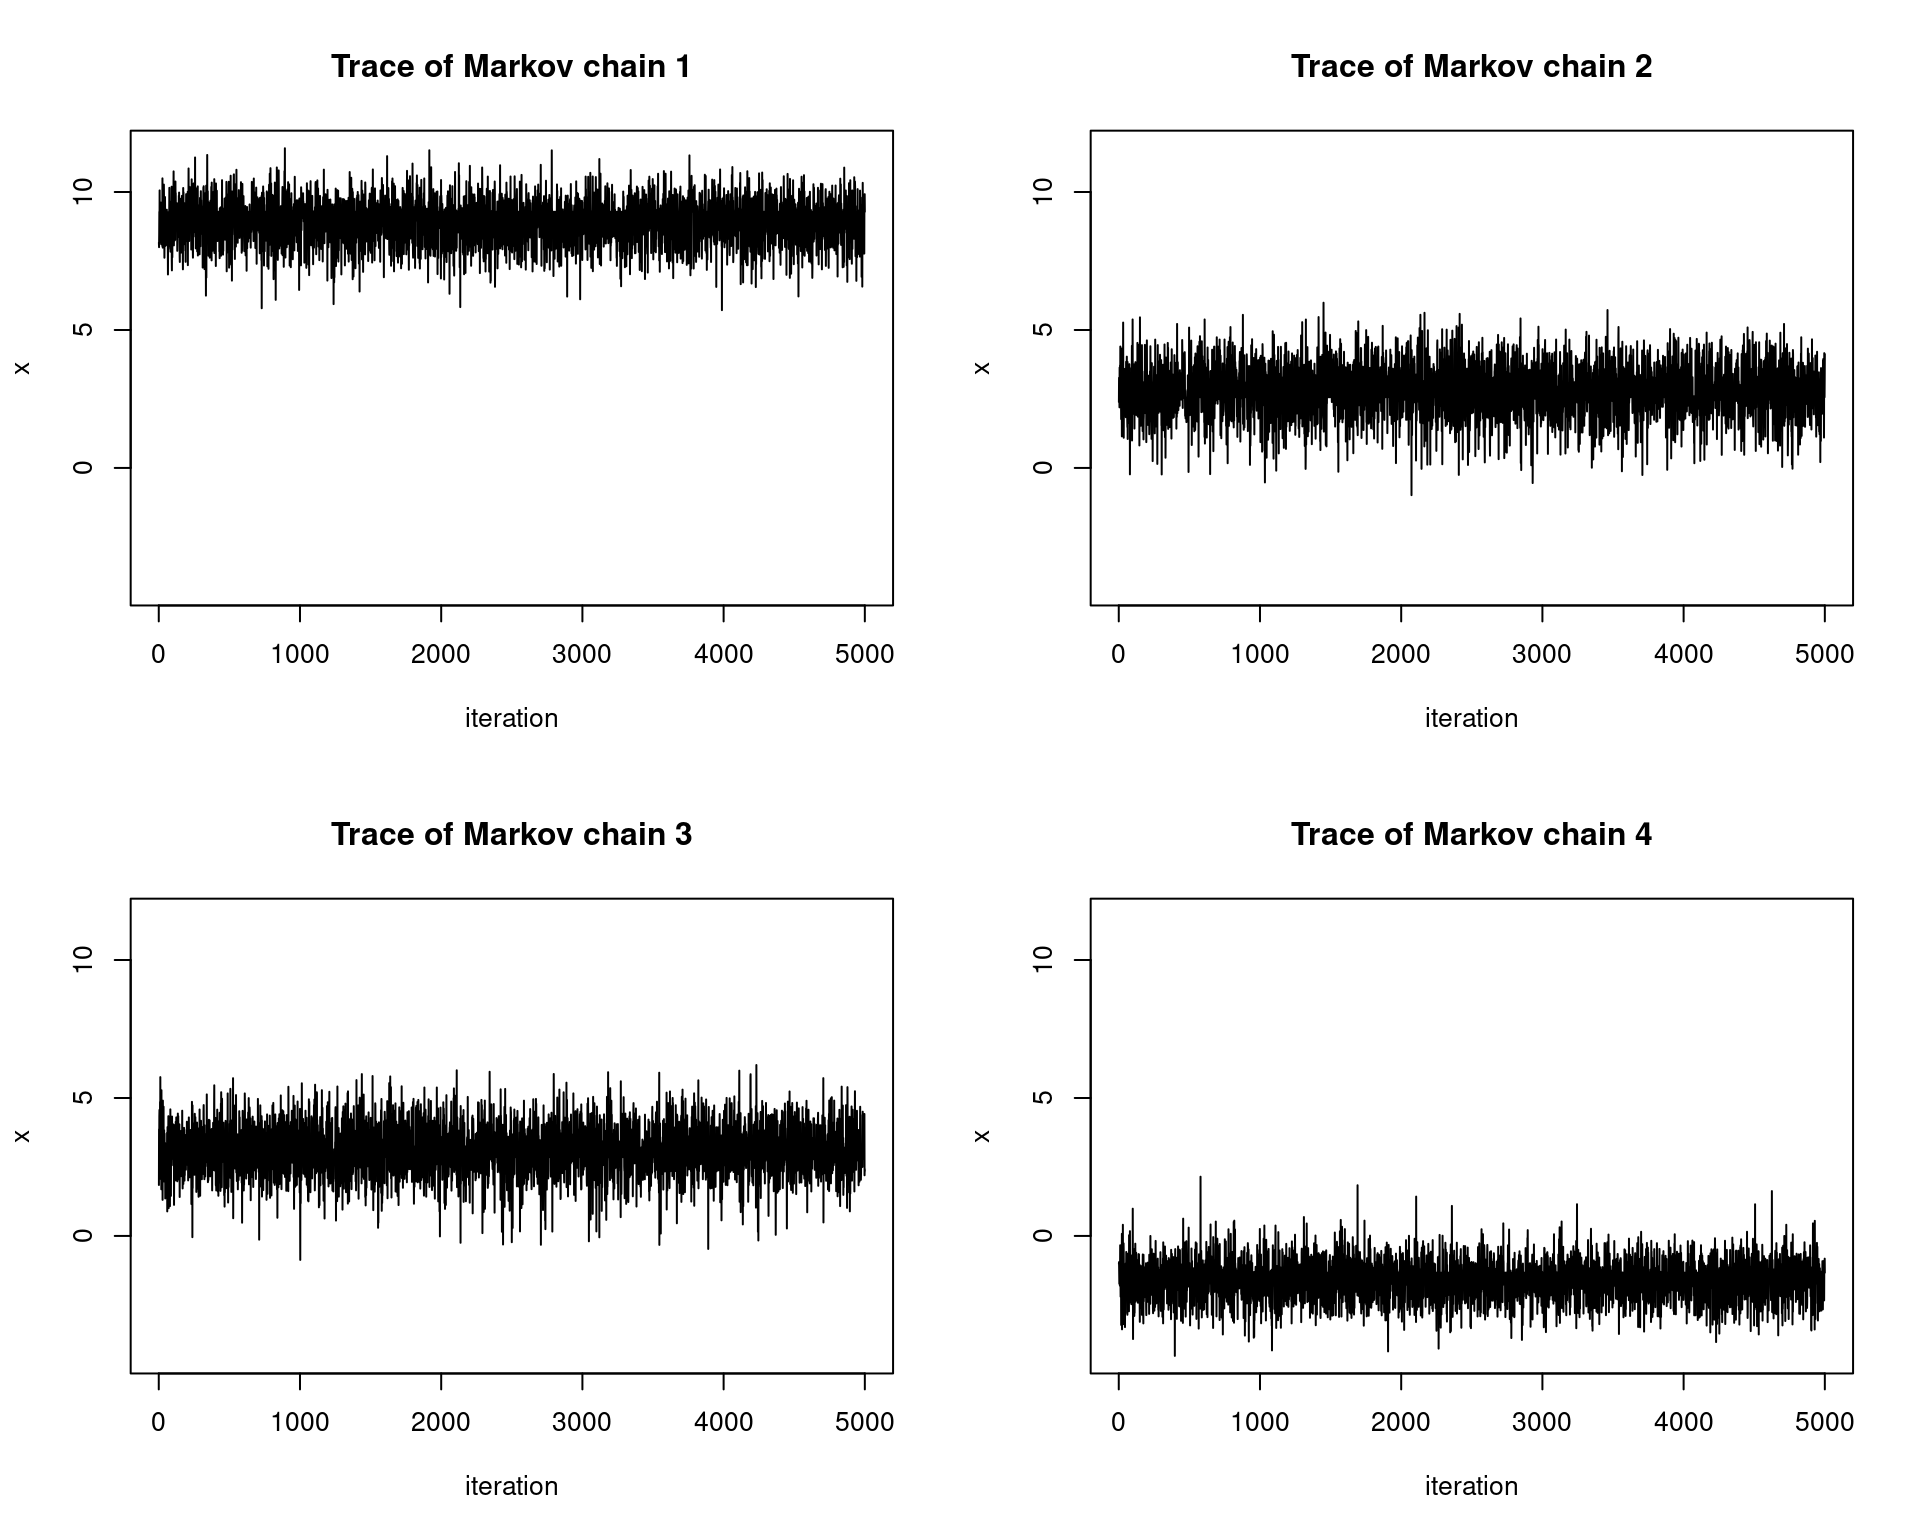 Trace of Markov chain 1
x
10
5
0
0 1000 2000 3000 4000 5000
iteration
Trace of Markov chain 2
x
10
5
0
0 1000 2000 3000 4000 5000
iteration
Trace of Markov chain 3
x
10
5
0
0 1000 2000 3000 4000 5000
iteration
Trace of Markov chain 4
x
10
5
0
0 1000 2000 3000 4000 5000
iteration